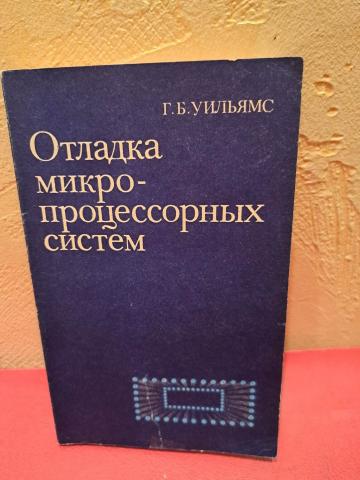 Г.Б.УИЛЬЯМС
Отладка
микро-
процессорных
систем